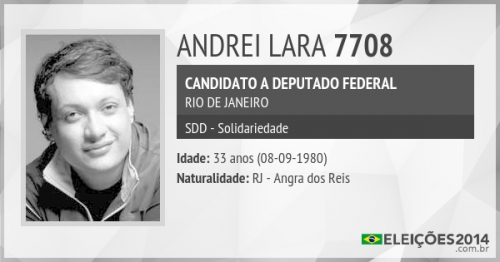 ANDREI LARA 7708
CANDIDATO A DEPUTADO FEDERAL
RIO DE JANEIRO
SDD - Solidariedade
Idade: 33 anos (08-09-1980)
Naturalidade: RJ - Angra dos Reis
ELEIÇÕES2014
.com.br